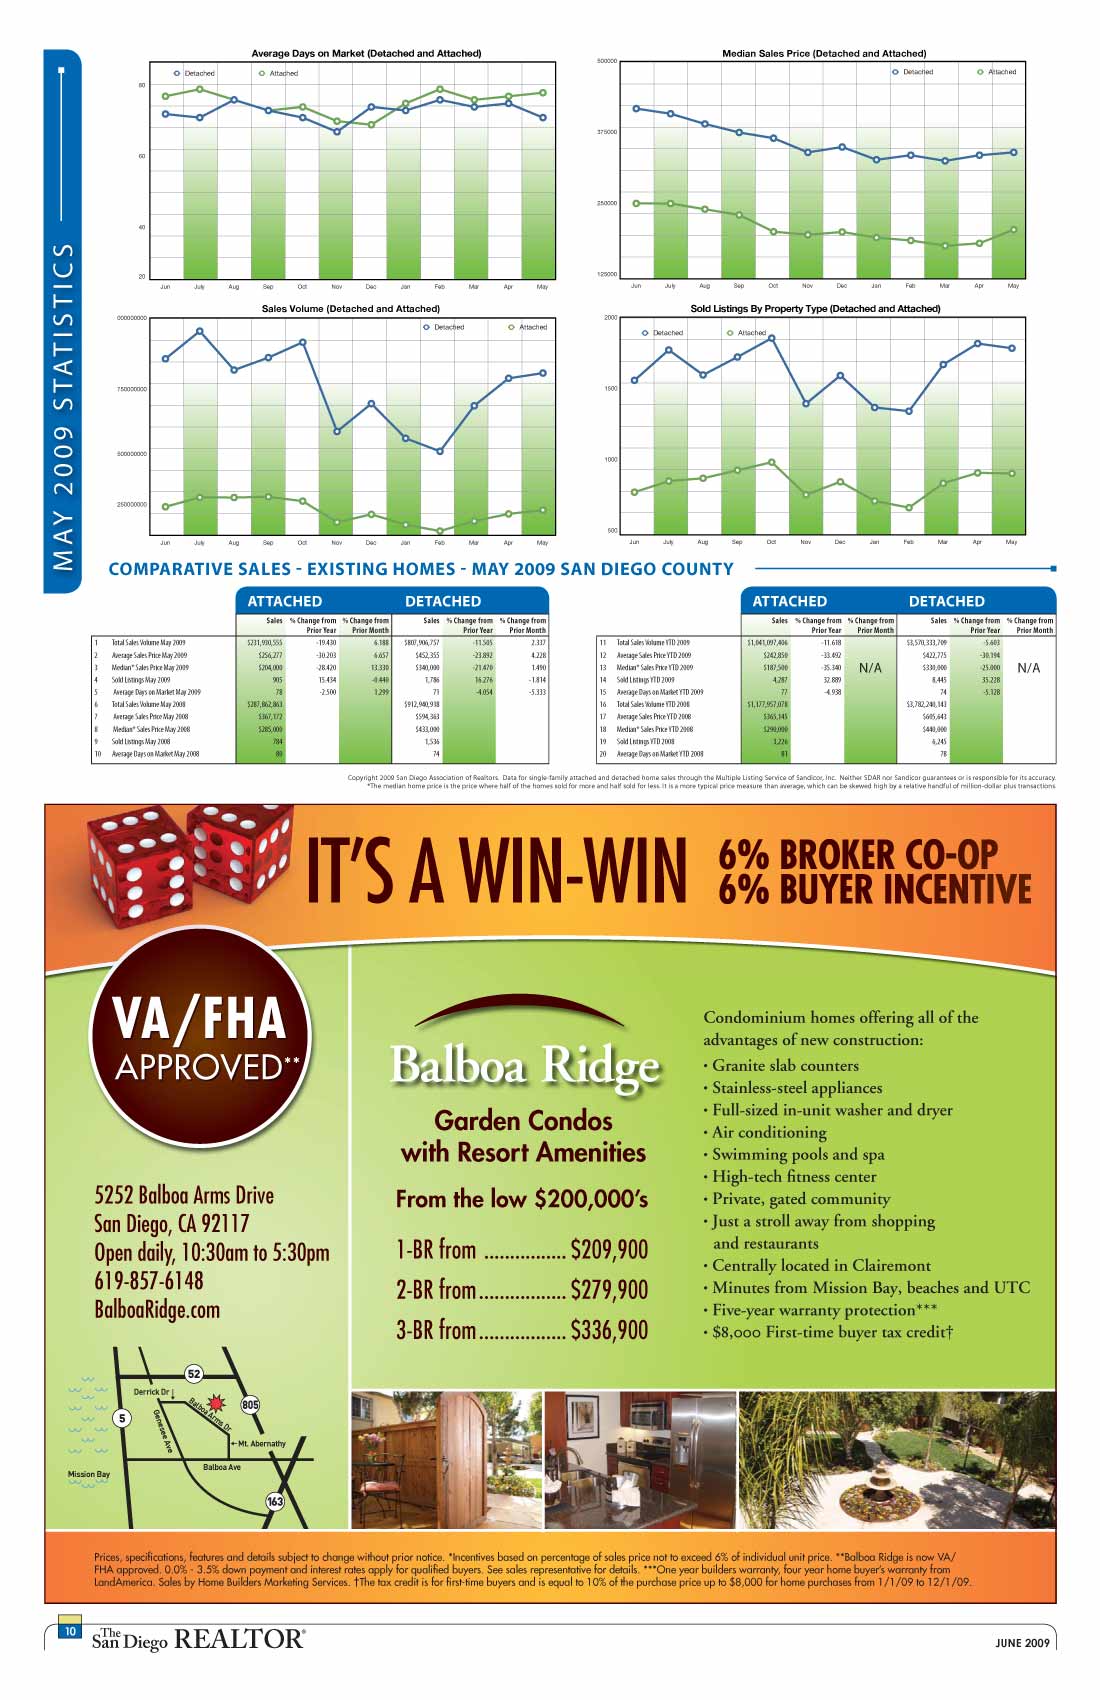 MAY 2009 STATISTICS
Average Days on Market (Detached and Attached)
Detached Attached
80
60
40
20
Jun July Aug Sep Oct Nov Dec Jan Feb Mar Apr May
Median Sales Price (Detached and Attached)
500000
Detached Attached
375000
250000
125000
Jun July Aug Sep Oct Nov Dec Jan Feb Mar Apr May
Sales Volume (Detached and Attached)
000000000
Detached Attached
750000000
500000000
250000000
Jun July Aug Sep Oct Nov Dec Jan Feb Mar Apr May
Sold Listings By Property Type (Detached and Attached)
2000
Detached Attached
1500
1000
500
Jun July Aug Sep Oct Nov Dec Jan Feb Mar Apr May
COMPARATIVE SALES - EXISTING HOMES - MAY 2009 SAN DIEGO COUNTY
ATTACHED DETACHED
Sales % Change from % Change from Sales % Change from % Change from
Prior Year Prior Month Prior Year Prior Month
1 Total Sales Volume May 2009 $231,930,555 -19.430 6.188 $807,906,757 -11.505 2.337
2 Average Sales Price May 2009 $256,277 -30.203 6.657 $452,355 -23.892 4.228
3 Median* Sales Price May 2009 $204,000 -28.420 13.330 $340,000 -21.470 1.490
4 Sold Listings May 2009 905 15.434 -0.440 1,786 16.276 -1.814
5 Average Days on Market May 2009 78 -2.500 1.299 71 -4.054 -5.333
6 Total Sales Volume May 2008 $287,862,863 $912,940,918
7 Average Sales Price May 2008 $367,172 $594,363
8 Median* Sales Price May 2008 $285,000 $433,000
9 Sold Listings May 2008 784 1,536
10 Average Days on Market May 2008 80 74
ATTACHED DETACHED
Sales % Change from % Change from Sales % Change from % Change from
Prior Year Prior Month Prior Year Prior Month
11 Total Sales Volume YTD 2009 $1,041,097,406 -11.618 $3,570,333,709 -5.603
12 Average Sales Price YTD 2009 $242,850 -33.492 $422,775 -30.194
13 Median* Sales Price YTD 2009 $187,500 -35.340 N/A $330,000 -25.000 N/A
14 Sold Listings YTD 2009 4,287 32.889 8,445 35.228
15 Average Days on Market YTD 2009 77 -4.938 74 -5.128
16 Total Sales Volume YTD 2008 $1,177,957,078 $3,782,240,143
17 Average Sales Price YTD 2008 $365,145 $605,643
18 Median* Sales Price YTD 2008 $290,000 $440,000
19 Sold Listings YTD 2008 3,226 6,245
20 Average Days on Market YTD 2008 81 78
Copyright 2009 San Diego Association of Realtors. Data for single-family attached and detached home sales through the Multiple Listing Service of Sandicor, Inc. Neither SDAR nor Sandicor guarantees or is responsible for its accuracy.
*The median home price is the price where half of the homes sold for more and half sold for less. It is a more typical price measure than average, which can be skewed high by a relative handful of million-dollar plus transactions.
IT'S A WIN-WIN
6% BROKER CO-OP
6% BUYER INCENTIVE
VA/FHA
APPROVED**
5252 Balboa Arms Drive
San Diego, CA 92117
Open daily, 10:30am to 5:30pm
619-857-6148
BalboaRidge.com
52
Derrick Dr
805
5
Balboa Arms Dr
Genesee Ave
Mt. Abernathy
Balboa Ave
Mission Bay
163
Balboa Ridge
Garden Condos
with Resort Amenities
From the low $200,000's
1-BR from ................ $209,900
2-BR from ................. $279,900
3-BR from ................. $336,900
Condominium homes offering all of the
advantages of new construction:
• Granite slab counters
• Stainless-steel appliances
• Full-sized in-unit washer and dryer
• Air conditioning
• Swimming pools and spa
• High-tech fitness center
• Private, gated community
• Just a stroll away from shopping
and restaurants
• Centrally located in Clairemont
• Minutes from Mission Bay, beaches and UTC
• Five-year warranty protection***
• $8,000 First-time buyer tax credit†
Prices, specifications, features and details subject to change without prior notice. *Incentives based on percentage of sales price not to exceed 6% of individual unit price. **Balboa Ridge is now VA/
FHA approved. 0.0% - 3.5% down payment and interest rates apply for qualified buyers. See sales representative for details. ***One year builders warranty, four year home buyer's warranty from
LandAmerica. Sales by Home Builders Marketing Services. †The tax credit is for first-time buyers and is equal to 10% of the purchase price up to $8,000 for home purchases from 1/1/09 to 12/1/09.
10
The San Diego REALTOR®
JUNE 2009